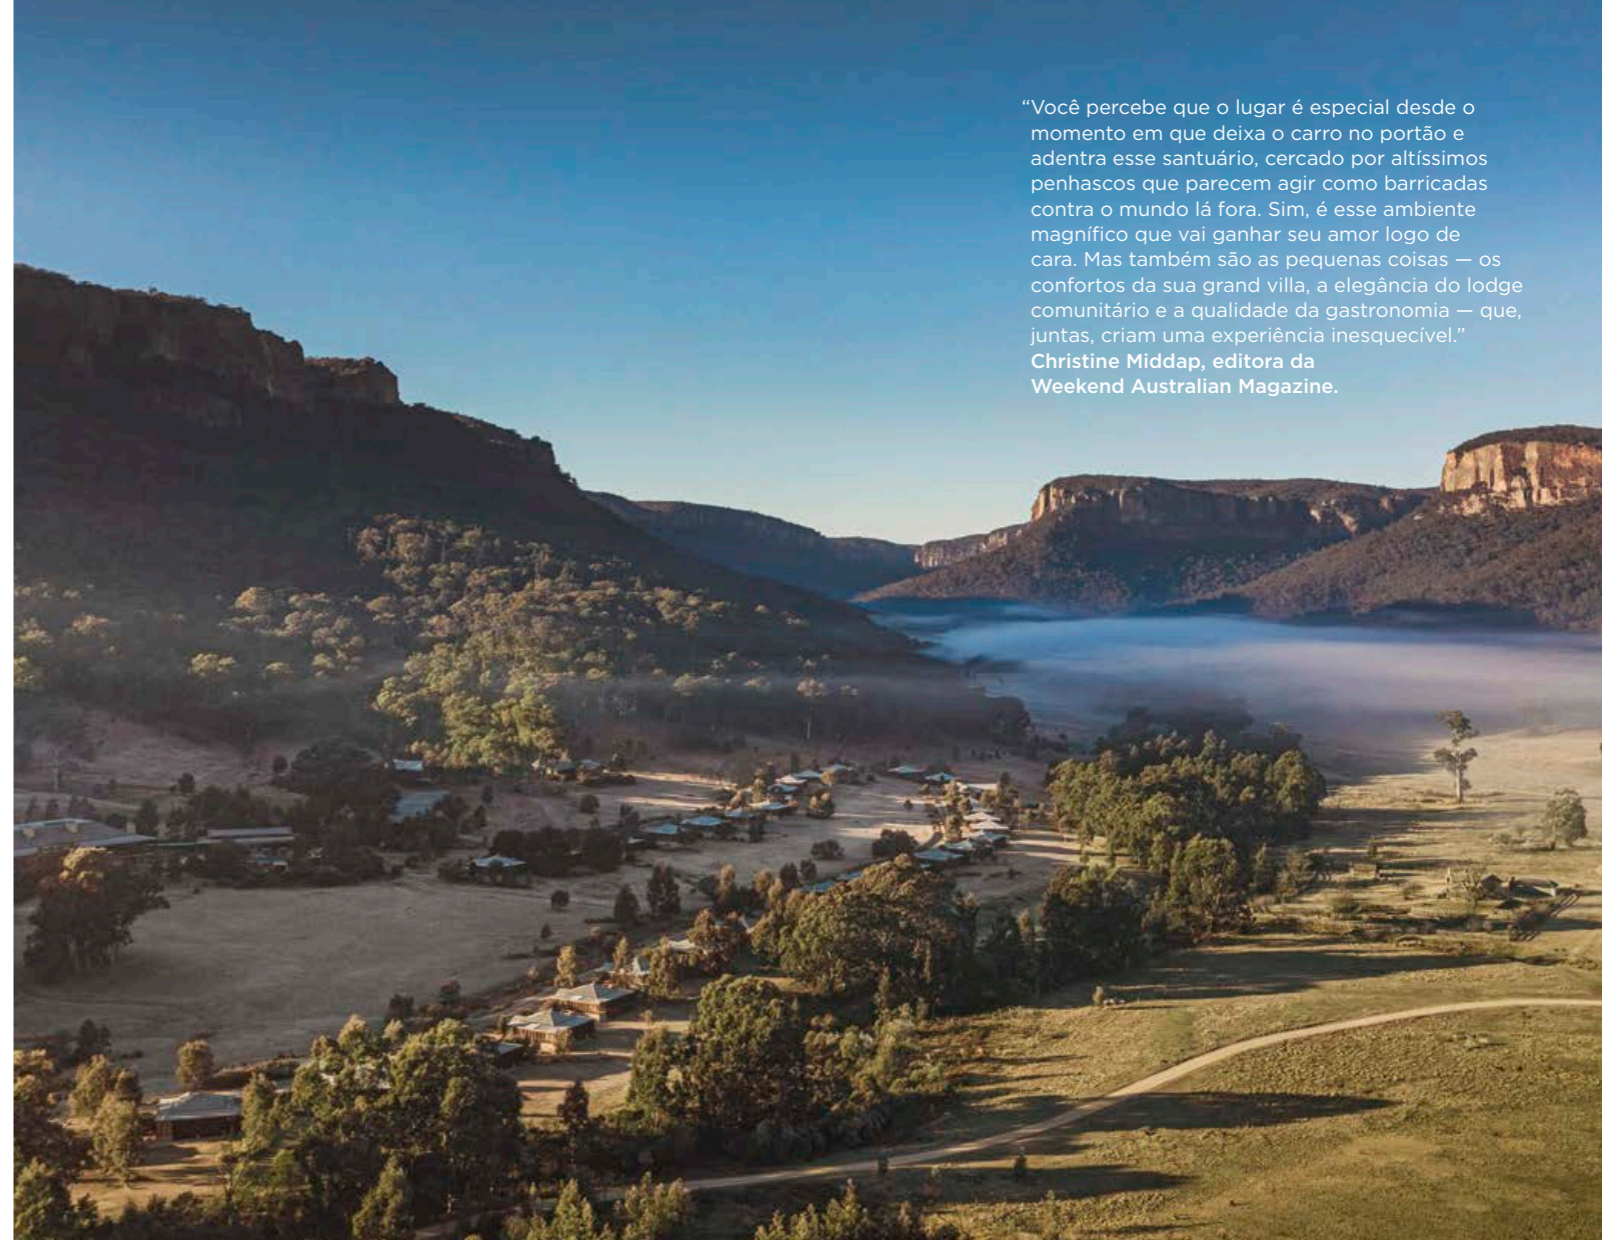 “Você percebe que o lugar é especial desde o
momento em que deixa o carro no portão e
adentra esse santuário, cercado por altíssimos
penhascos que parecem agir como barricadas
contra o mundo lá fora. Sim, é esse ambiente
magnífico que vai ganhar seu amor logo de
cara. Mas também são as pequenas coisas — os
confortos da sua grand villa, a elegância do lodge
comunitário e a qualidade da gastronomia — que,
juntas, criam uma experiência inesquecível.”
Christine Middap, editora da
Weekend Australian Magazine.